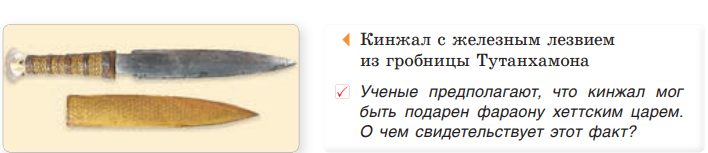 Кинжал с железным лезвием
из гробницы Тутанхамона
Ученые предполагают, что кинжал мог
быть подарен фараону хеттским царем.
О чем свидетельствует этот факт?